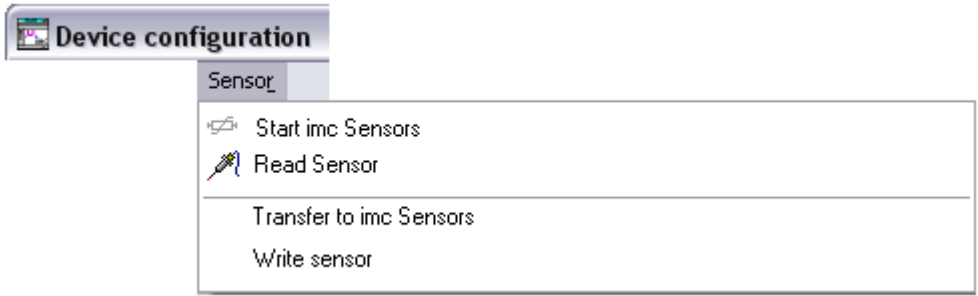 Device configuration
Sensor
Start imc Sensors
Read Sensor
Transfer to imc Sensors
Write sensor